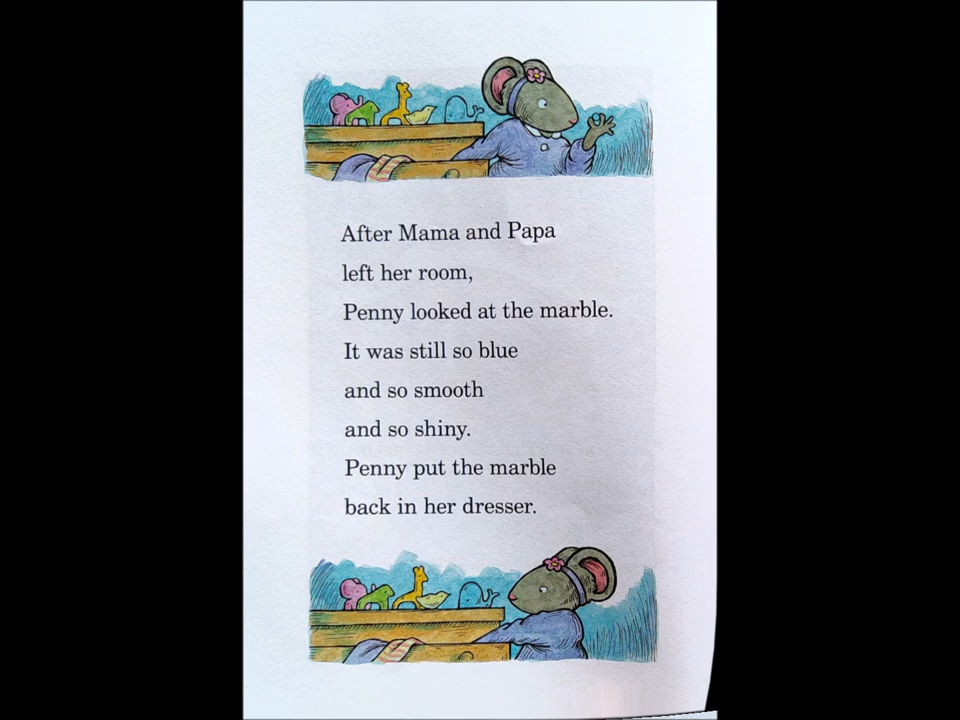 After Mama and Papa
left her room,
Penny looked at the marble.
It was still so blue
and so smooth
and so shiny.
Penny put the marble
back in her dresser.